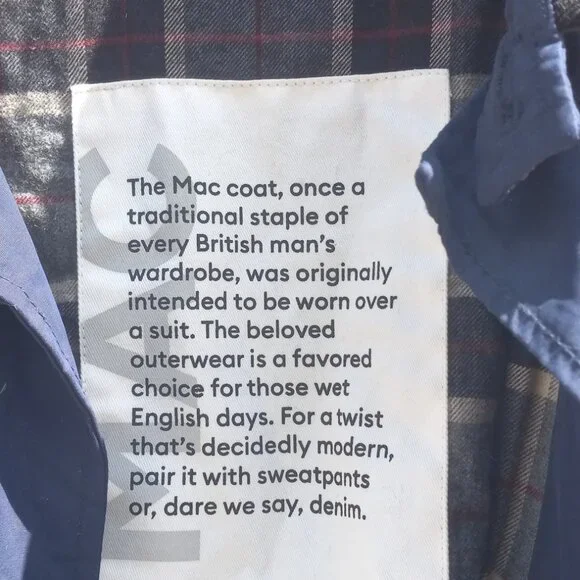 MAC
The Mac coat, once a
traditional staple of
every British man's
wardrobe, was originally
intended to be worn over
a suit. The beloved
outerwear is a favored
choice for those wet
English days. For a twist
that's decidedly modern,
pair it with sweatpants
or, dare we say, denim.